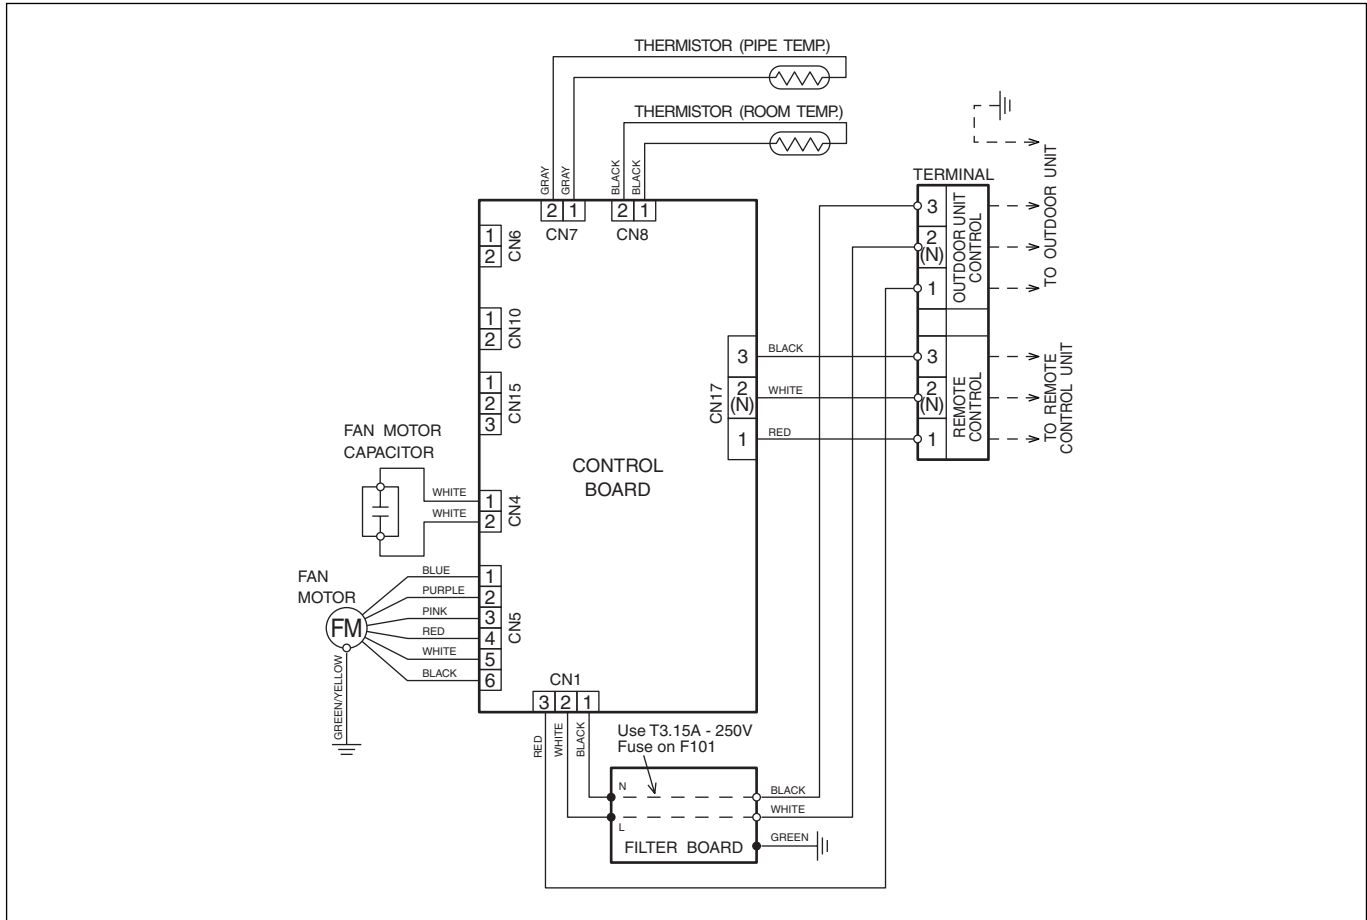 THERMISTOR (PIPE TEMP.)
THERMISTOR (ROOM TEMP.)
GRAY
GRAY
BLACK
BLACK
2 1
CN7
2 1
CN8
1
2
CN6
1
2
CN10
1
2
3
CN15
FAN MOTOR
CAPACITOR
WHITE
WHITE
1
2
CN4
CONTROL
BOARD
FAN
MOTOR
FM
GREEN/YELLOW
BLUE
PURPLE
PINK
RED
WHITE
BLACK
1
2
3
4
5
6
CN5
CN1
3 2 1
RED
WHITE
BLACK
CN17
3
2
(N)
1
BLACK
WHITE
RED
TERMINAL
3
2
(N)
1
OUTDOOR UNIT
CONTROL
TO OUTDOOR UNIT
3
2
(N)
1
REMOTE
CONTROL
TO REMOTE
CONTROL UNIT
Use T3.15A - 250V
Fuse on F101
N
L
FILTER BOARD
BLACK
WHITE
GREEN